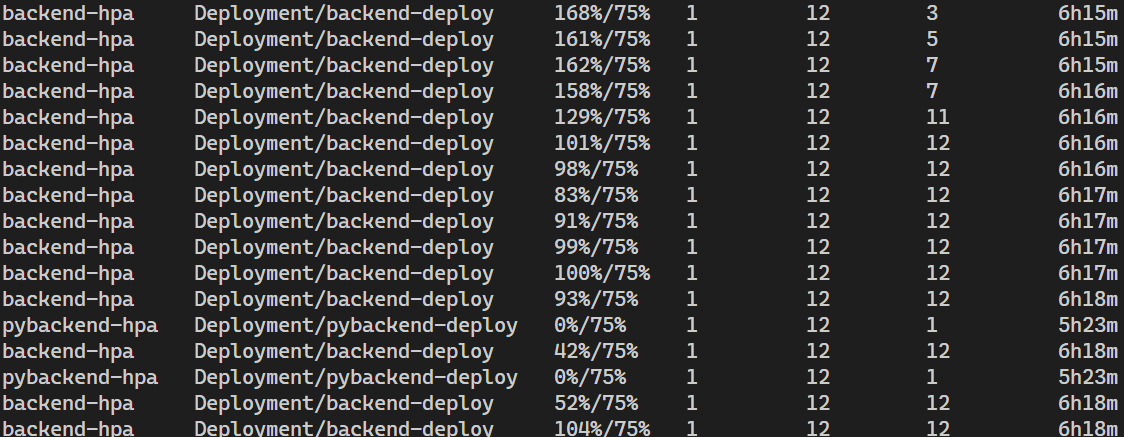 backend-hpa Deployment/backend-deploy 168%/75% 1 12 3 6h15m
backend-hpa Deployment/backend-deploy 161%/75% 1 12 5 6h15m
backend-hpa Deployment/backend-deploy 162%/75% 1 12 7 6h15m
backend-hpa Deployment/backend-deploy 158%/75% 1 12 7 6h16m
backend-hpa Deployment/backend-deploy 129%/75% 1 12 11 6h16m
backend-hpa Deployment/backend-deploy 101%/75% 1 12 12 6h16m
backend-hpa Deployment/backend-deploy 98%/75% 1 12 12 6h16m
backend-hpa Deployment/backend-deploy 83%/75% 1 12 12 6h17m
backend-hpa Deployment/backend-deploy 91%/75% 1 12 12 6h17m
backend-hpa Deployment/backend-deploy 99%/75% 1 12 12 6h17m
backend-hpa Deployment/backend-deploy 100%/75% 1 12 12 6h17m
backend-hpa Deployment/backend-deploy 93%/75% 1 12 12 6h18m
pybackend-hpa Deployment/pybackend-deploy 0%/75% 1 12 1 5h23m
backend-hpa Deployment/backend-deploy 42%/75% 1 12 12 6h18m
pybackend-hpa Deployment/pybackend-deploy 0%/75% 1 12 1 5h23m
backend-hpa Deployment/backend-deploy 52%/75% 1 12 12 6h18m
backend-hpa Deployment/backend-deploy 104%/75% 1 12 12 6h18m